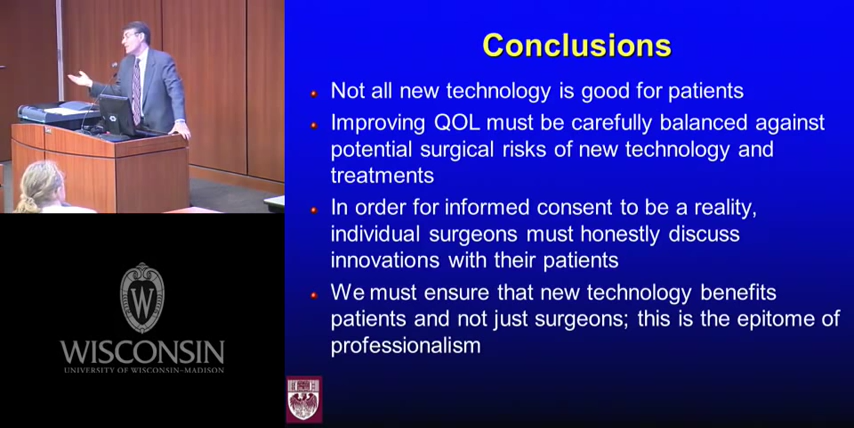 Conclusions
Not all new technology is good for patients
Improving QOL must be carefully balanced against
potential surgical risks of new technology and
treatments
In order for informed consent to be a reality,
individual surgeons must honestly discuss
innovations with their patients
We must ensure that new technology benefits
patients and not just surgeons; this is the epitome of
professionalism
W
WISCONSIN
UNIVERSITY OF WISCONSIN–MADISON